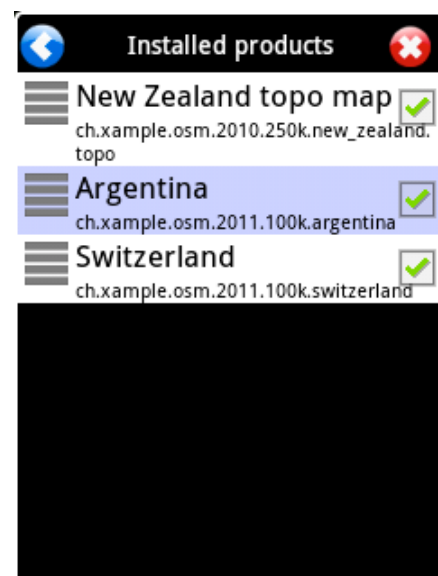 Installed products
New Zealand topo map
ch.xample.osm.2010.250k.new_zealand.
topo
Argentina
ch.xample.osm.2011.100k.argentina
Switzerland
ch.xample.osm.2011.100k.switzerland